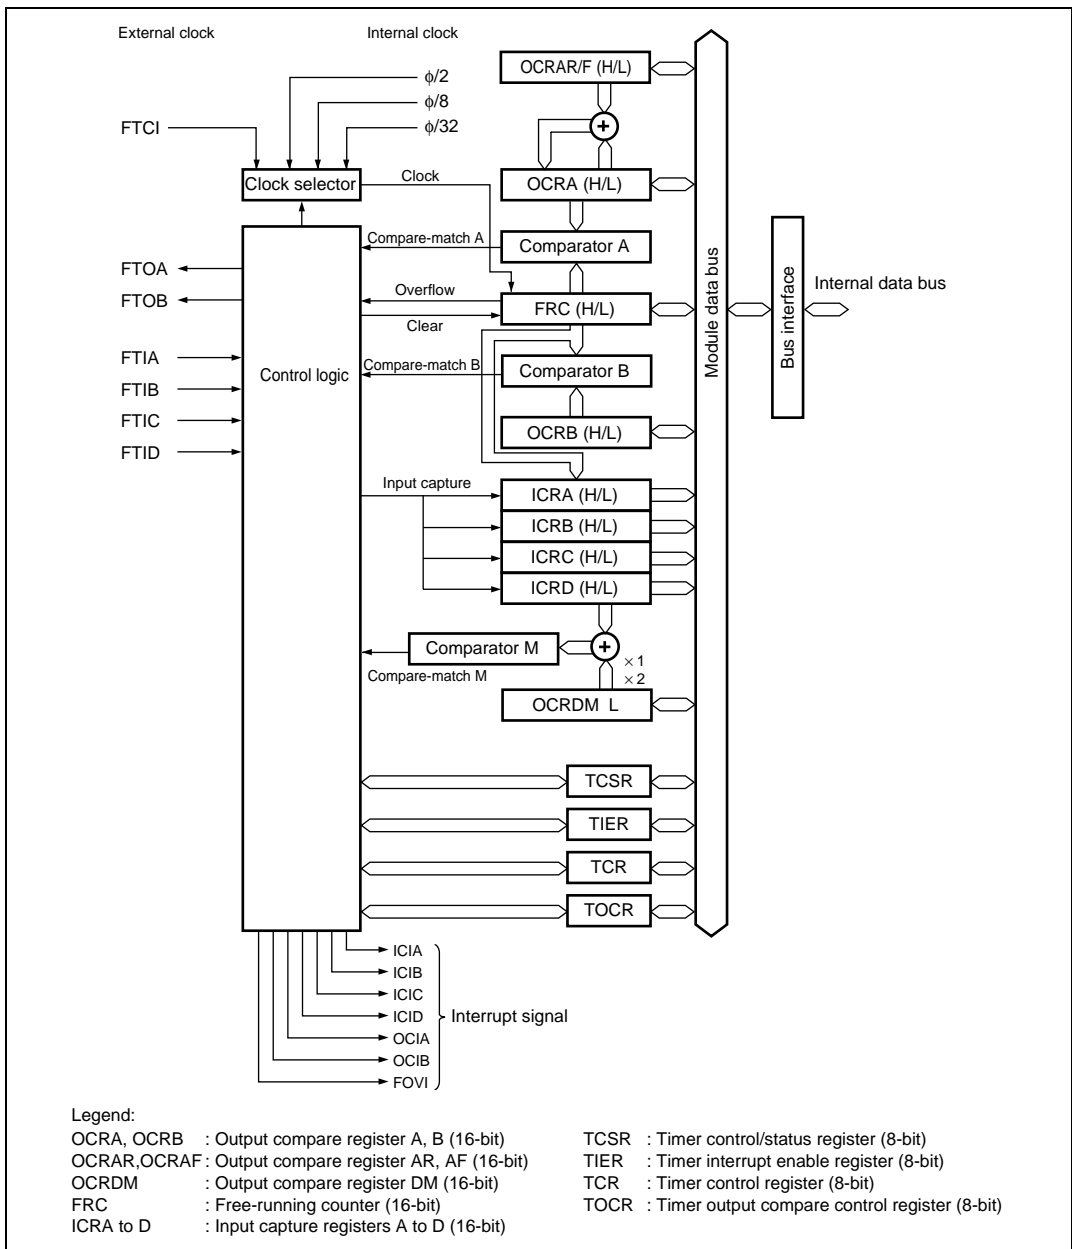 External clock
Internal clock
ϕ/2
ϕ/8
ϕ/32
FTCI
Clock selector
Clock
OCRAR/F (H/L)
+
OCRA (H/L)
Compare-match A
Comparator A
FTOA
FTOB
Overflow
FRC (H/L)
Clear
FTIA
FTIB
FTIC
FTID
Control logic
Compare-match B
Comparator B
OCRB (H/L)
Input capture
ICRA (H/L)
ICRB (H/L)
ICRC (H/L)
ICRD (H/L)
+
Comparator M
×1
×2
Compare-match M
OCRDM L
Module data bus
Bus interface
Internal data bus
TCSR
TIER
TCR
TOCR
ICIA
ICIB
ICIC
ICID
OCIA
OCIB
FOVI
Interrupt signal
Legend:
OCRA, OCRB : Output compare register A, B (16-bit)
OCRAR,OCRAF : Output compare register AR, AF (16-bit)
OCRDM : Output compare register DM (16-bit)
FRC : Free-running counter (16-bit)
ICRA to D : Input capture registers A to D (16-bit)
TCSR : Timer control/status register (8-bit)
TIER : Timer interrupt enable register (8-bit)
TCR : Timer control register (8-bit)
TOCR : Timer output compare control register (8-bit)